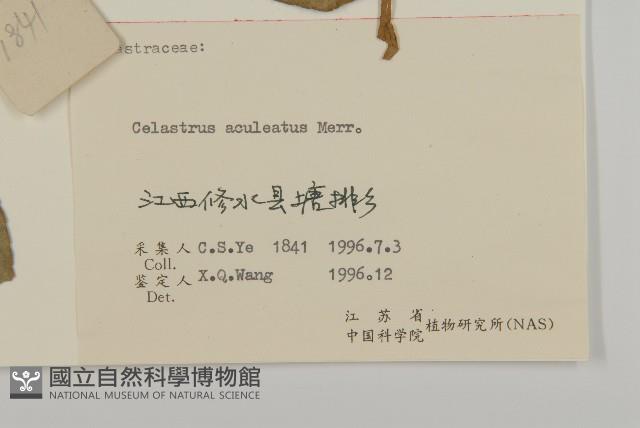 1841
astraceae:
Celastrus aculeatus Merr.
江西修水县塘排乡
采集人 C.S.Ye 1841 1996.7.3
Coll.
鉴定人 X.Q.Wang 1996.12
Det.
江苏省
中国科学院 植物研究所(NAS)
國立自然科學博物館
NATIONAL MUSEUM OF NATURAL SCIENCE